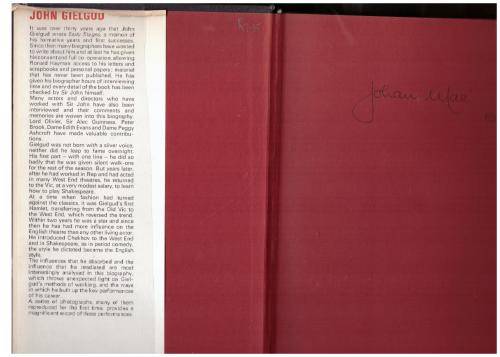 JOHN GIELGUD
It was over thirty years ago that John
Gielgud wrote Early Stages, a memoir of
his formative years and first successes.
Since then many biographers have wanted
to write about him and at last he has given
his consent and full co-operation, allowing
Ronald Hayman access to his letters and
scrapbooks and personal papers; material
that has never been published. He has
given his biographer hours of interviewing
time and every detail of the book has been
checked by Sir John himself.
Many actors and directors who have
worked with Sir John have also been
interviewed and their comments and
memories are woven into this biography.
Lord Olivier, Sir Alec Guinness, Peter
Brook, Dame Edith Evans and Dame Peggy
Ashcroft have made valuable contribu-
tions.
Gielgud was not born with a silver voice,
neither did he leap to fame overnight.
His first part – with one line – he did so
badly that he was given silent walk-ons
for the rest of the season. But years later,
after he had worked in Rep and had acted
in many West End theatres, he returned
to the Vic, at a very modest salary, to learn
how to play Shakespeare.
At a time when fashion had turned
against the classics, it was Gielgud's first
Hamlet, transferring from the Old Vic to
the West End, which reversed the trend.
Within two years he was a star and since
then he has had more influence on the
English theatre than any other living actor.
He introduced Chekhov to the West End
and in Shakespeare, as in period comedy,
the style he dictated became the English
style.
The influences that he absorbed and the
influence that he mediated are most
interestingly analysed in this biography,
which throws unexpected light on Giel-
gud's methods of working, and the ways
in which he built up the key performances
of his career.
A series of photographs, many of them
reproduced for the first time, provides a
magnificent record of these performances.
Johan